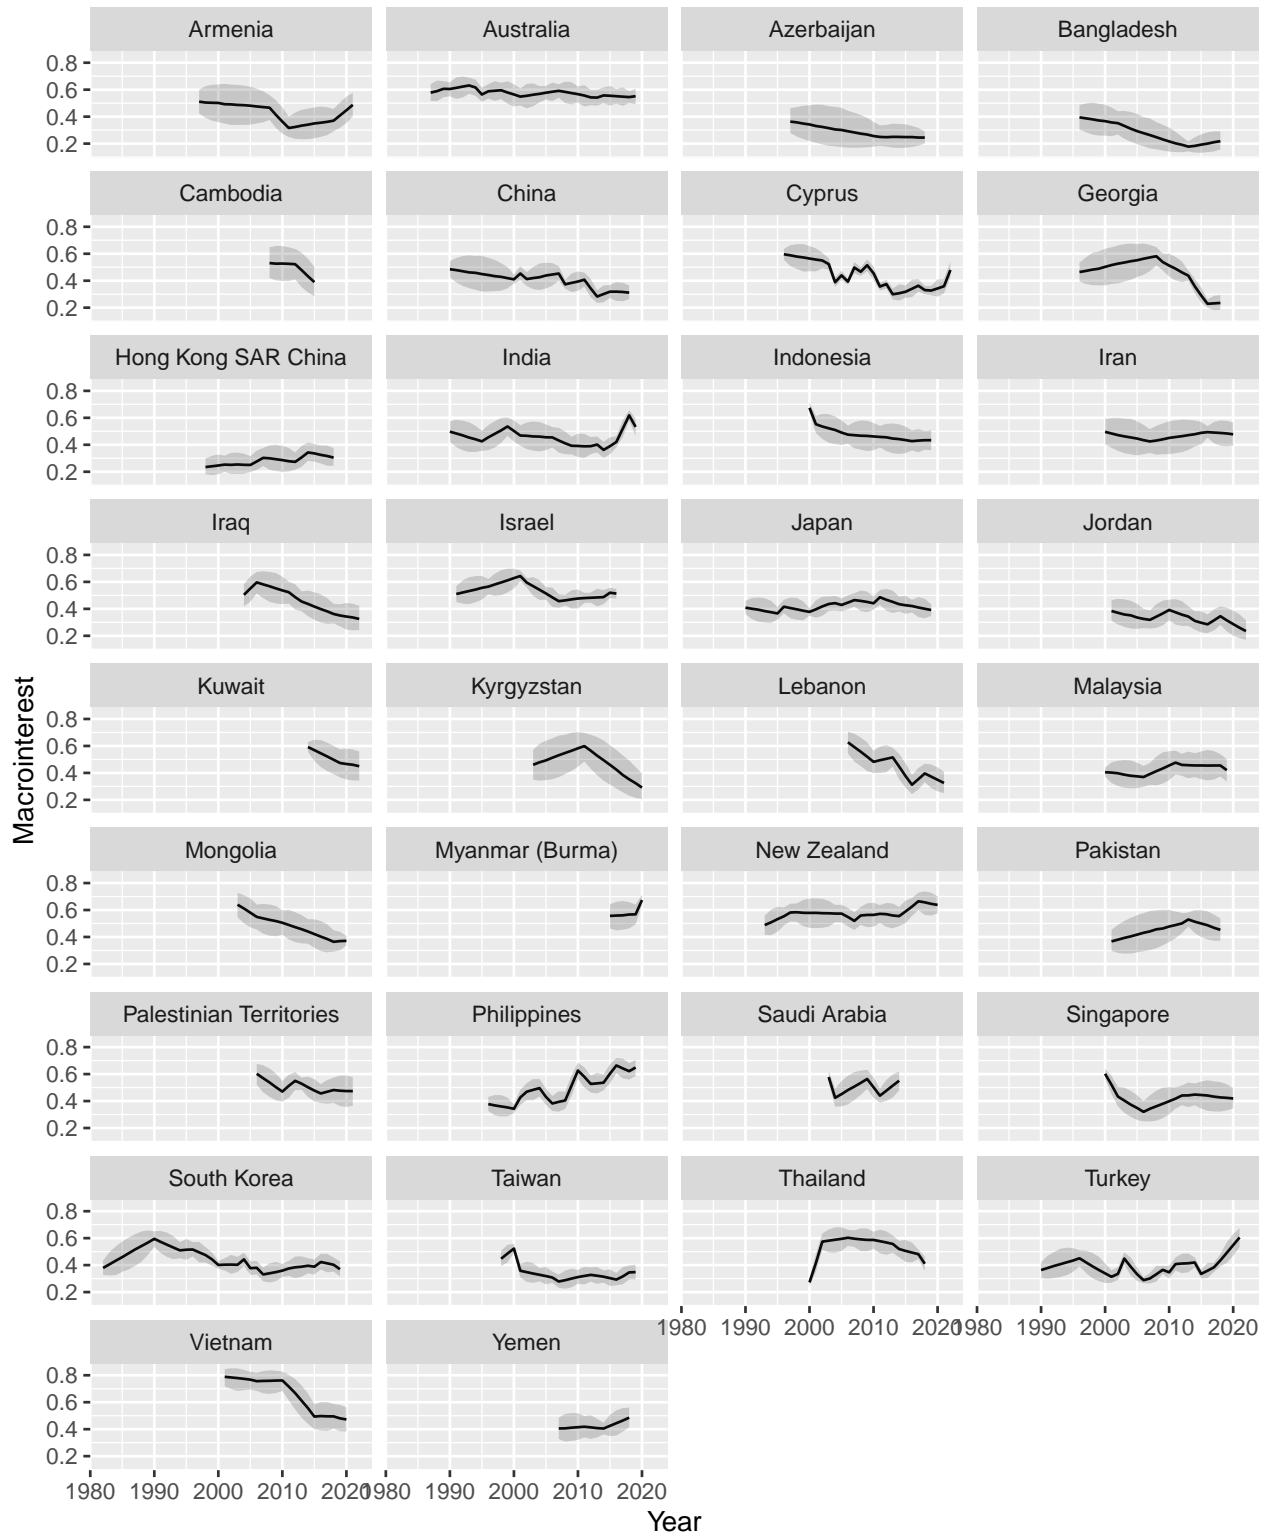 Armenia Australia Azerbaijan Bangladesh
0.8
0.6
0.4
0.2
Cambodia China Cyprus Georgia
0.8
0.6
0.4
0.2
Hong Kong SAR China India Indonesia Iran
0.8
0.6
0.4
0.2
Iraq Israel Japan Jordan
0.8
0.6
0.4
0.2
Macrointerest
Kuwait Kyrgyzstan Lebanon Malaysia
0.8
0.6
0.4
0.2
Mongolia Myanmar (Burma) New Zealand Pakistan
0.8
0.6
0.4
0.2
Palestinian Territories Philippines Saudi Arabia Singapore
0.8
0.6
0.4
0.2
South Korea Taiwan Thailand Turkey
0.8
0.6
0.4
0.2
1980 1990 2000 2010 2020 1980 1990 2000 2010 2020
Vietnam Yemen
0.8
0.6
0.4
0.2
1980 1990 2000 2010 2020 1980 1990 2000 2010 2020
Year